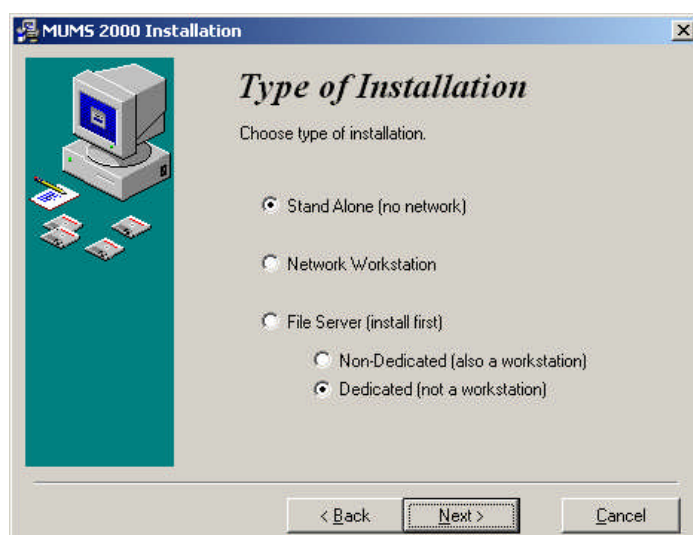 MUMS 2000 Installation
Type of Installation
Choose type of installation.
Stand Alone (no network)
Network Workstation
File Server (install first)
Non-Dedicated (also a workstation)
Dedicated (not a workstation)
< Back Next > Cancel